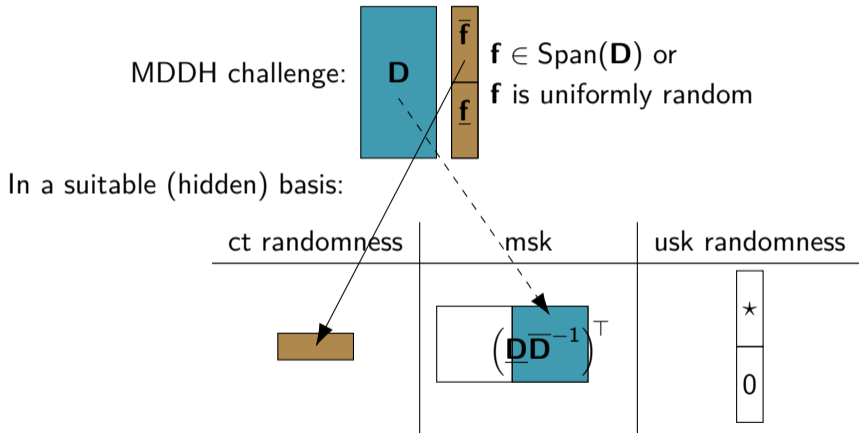 MDDH challenge:
D
f̅
f̲
f ∈ Span(D) or
f is uniformly random
In a suitable (hidden) basis:
ct randomness
msk
usk randomness
(D̲D̅⁻¹)⊤
⋆
0